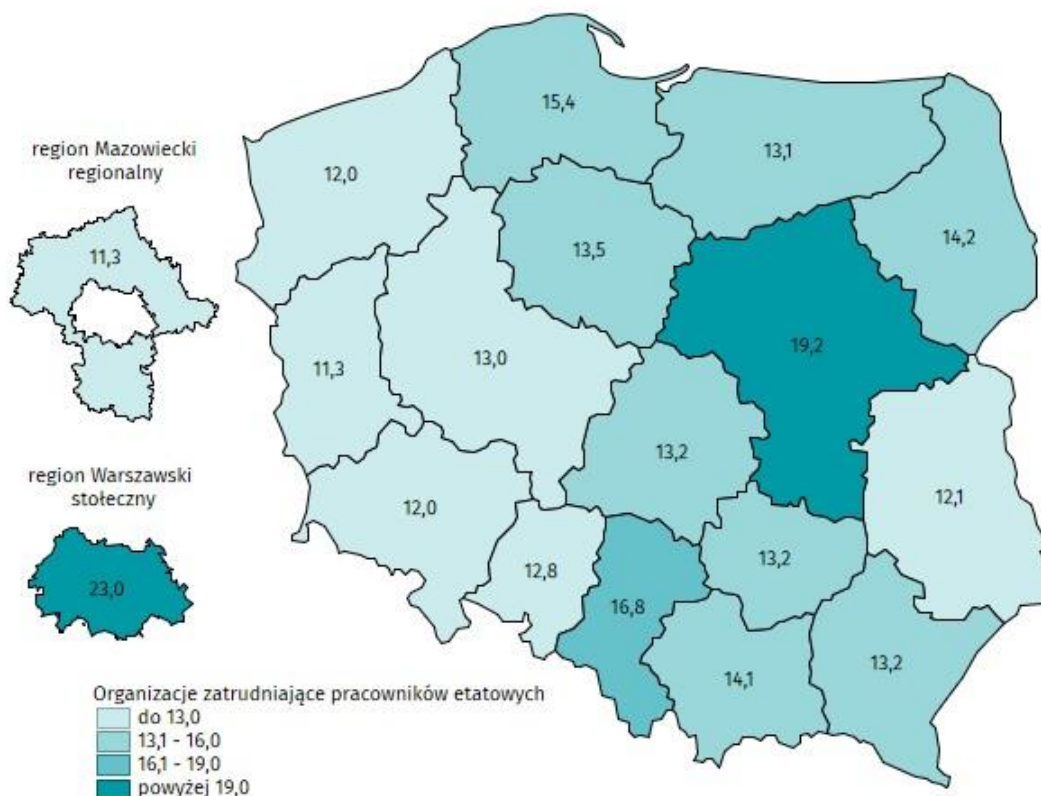 15,4
region Mazowiecki
regionalny
13,1
12,0
11,3
13,5
14,2
19,2
11,3
13,0
13,2
region Warszawski
stołeczny
12,0
12,1
12,8
13,2
23,0
16,8
13,2
14,1
Organizacje zatrudniające pracowników etatowych
do 13,0
13,1 - 16,0
16,1 - 19,0
powyżej 19,0